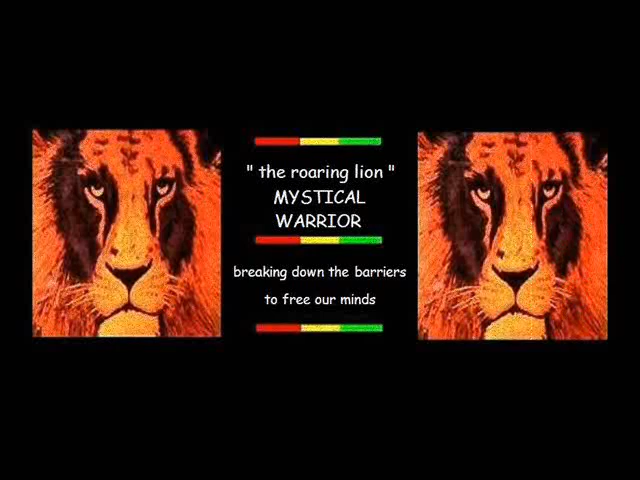 " the roaring lion "
MYSTICAL
WARRIOR
breaking down the barriers
to free our minds